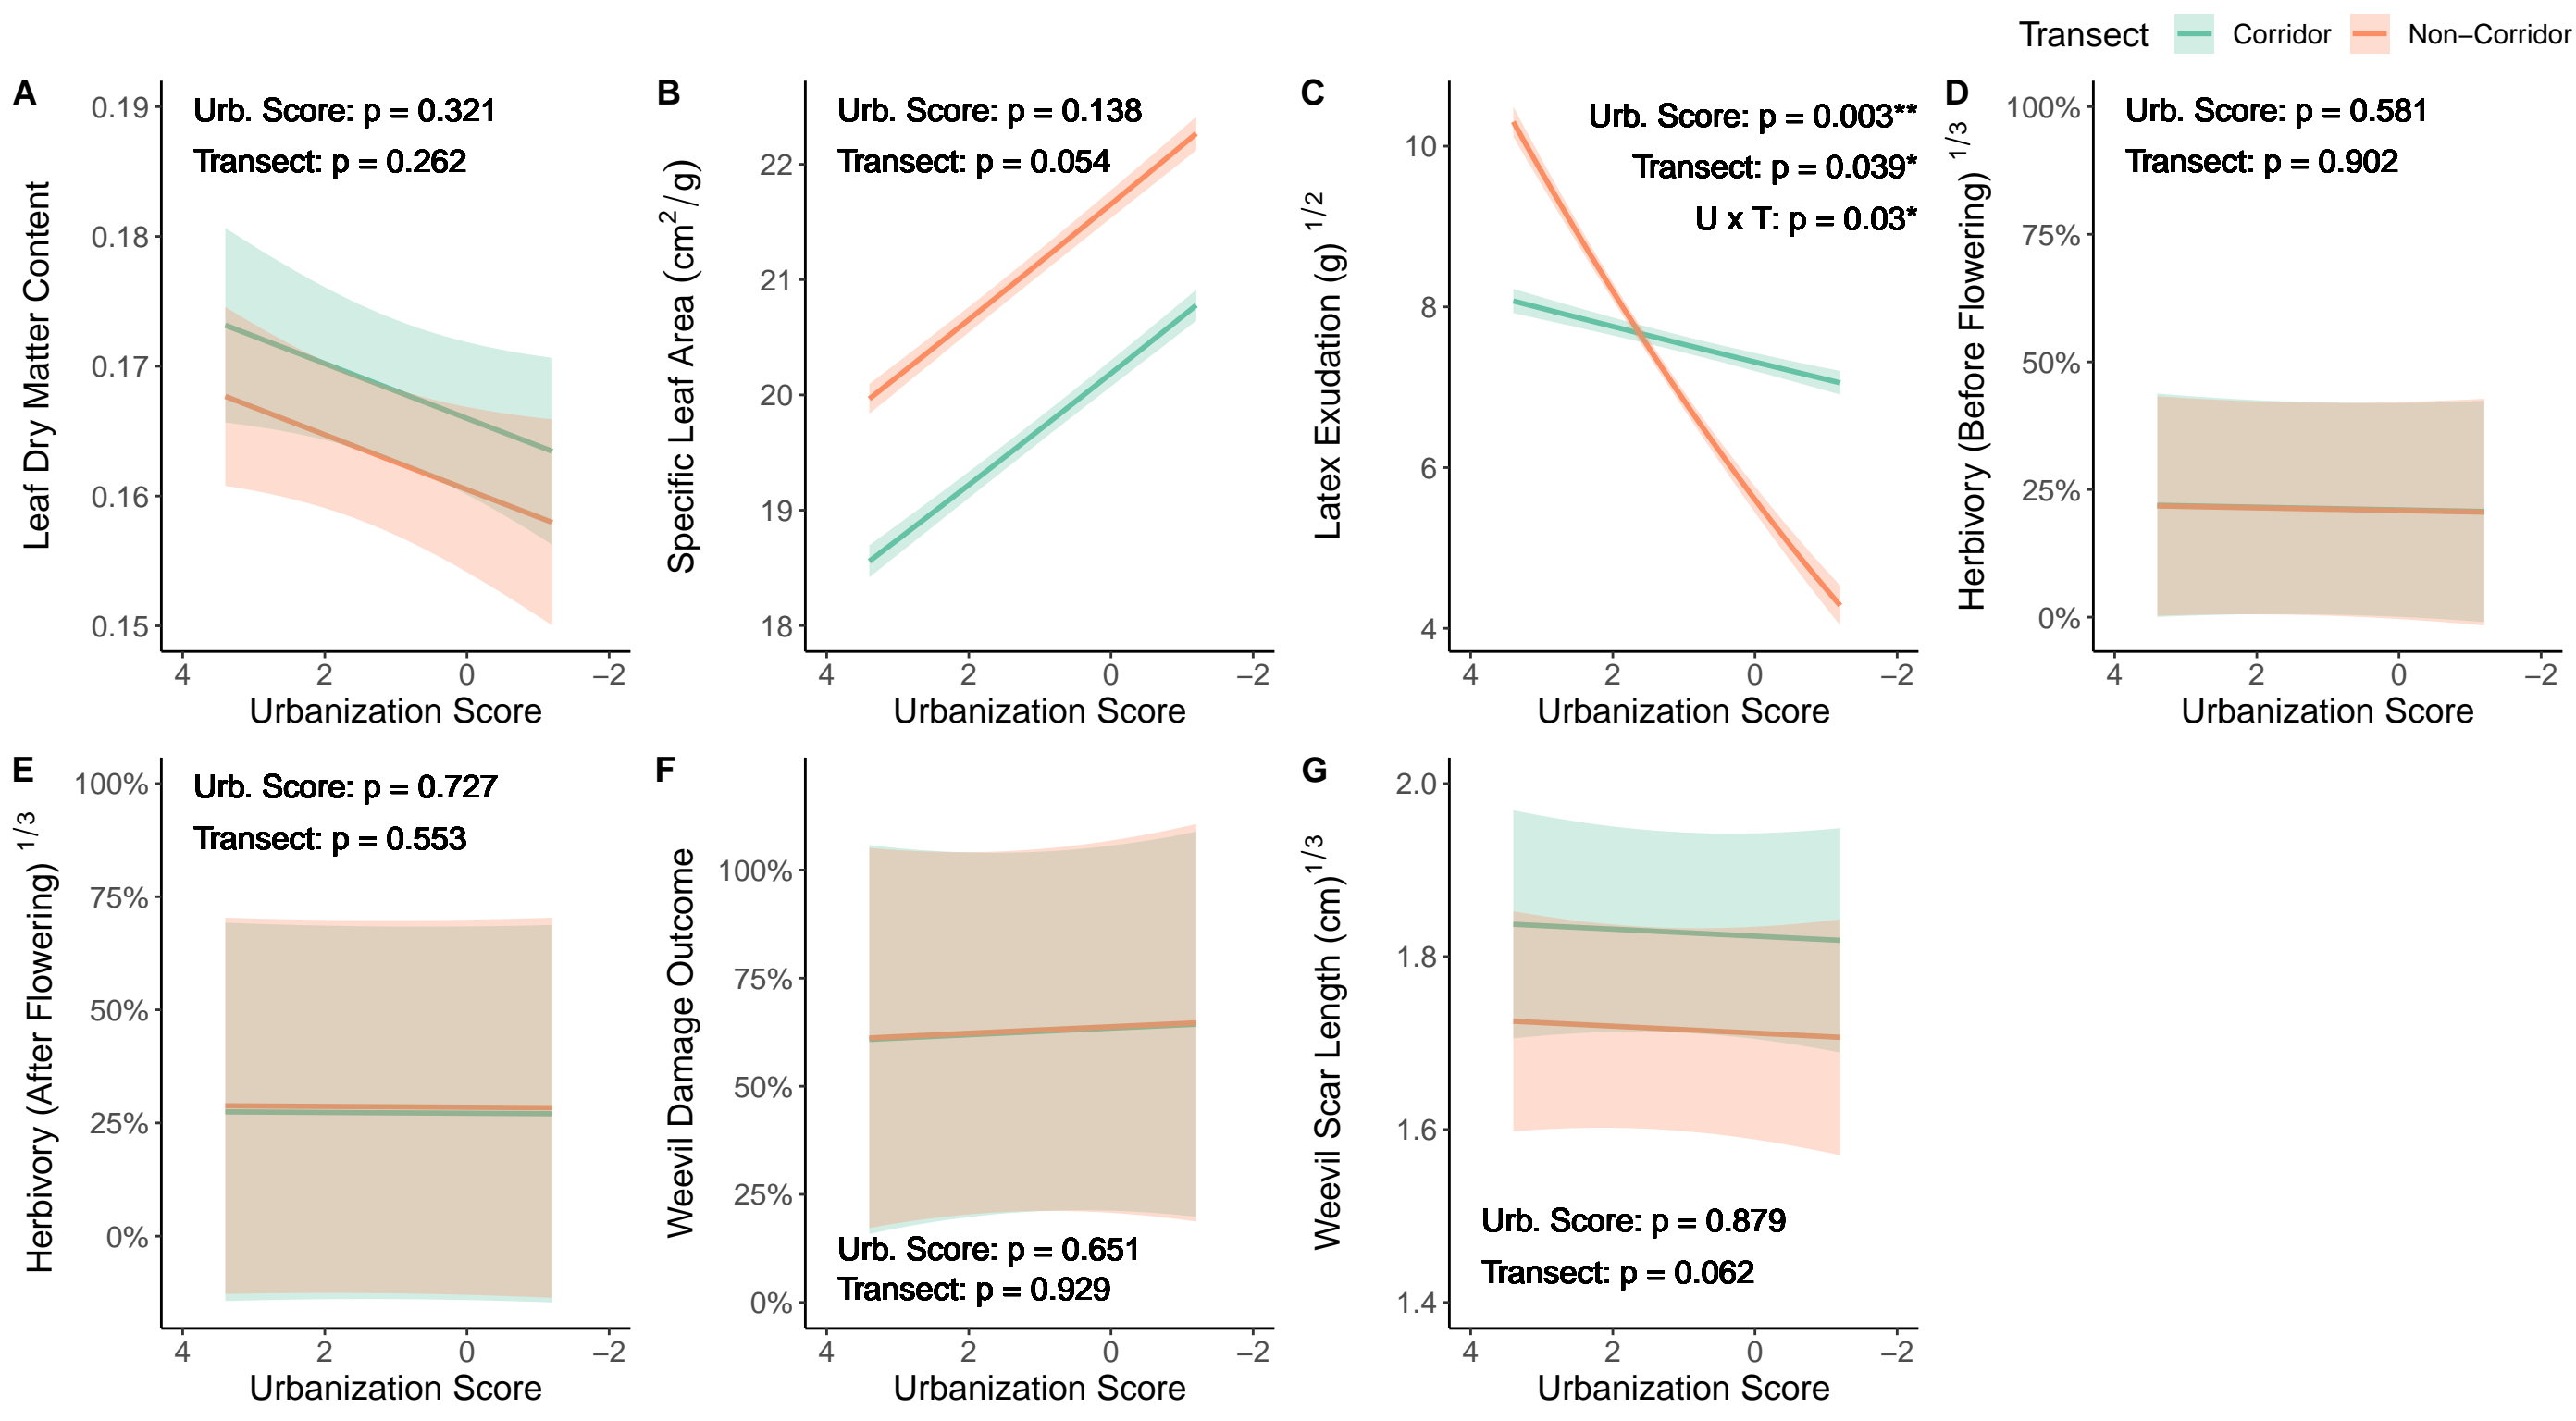 Transect Corridor Non−Corridor
A
Urb. Score: p = 0.321
Transect: p = 0.262
0.19
0.18
0.17
0.16
0.15
Leaf Dry Matter Content
4 2 0 −2
Urbanization Score
B
Urb. Score: p = 0.138
Transect: p = 0.054
22
21
20
19
18
Specific Leaf Area (cm²/g)
4 2 0 −2
Urbanization Score
C
Urb. Score: p = 0.003**
Transect: p = 0.039*
U x T: p = 0.03*
10
8
6
4
Latex Exudation (g) 1/2
4 2 0 −2
Urbanization Score
D
Urb. Score: p = 0.581
Transect: p = 0.902
100%
75%
50%
25%
0%
Herbivory (Before Flowering) 1/3
4 2 0 −2
Urbanization Score
E
Urb. Score: p = 0.727
Transect: p = 0.553
100%
75%
50%
25%
0%
Herbivory (After Flowering) 1/3
4 2 0 −2
Urbanization Score
F
100%
75%
50%
25%
0%
Weevil Damage Outcome
Urb. Score: p = 0.651
Transect: p = 0.929
4 2 0 −2
Urbanization Score
G
2.0
1.8
1.6
1.4
Weevil Scar Length (cm)1/3
Urb. Score: p = 0.879
Transect: p = 0.062
4 2 0 −2
Urbanization Score